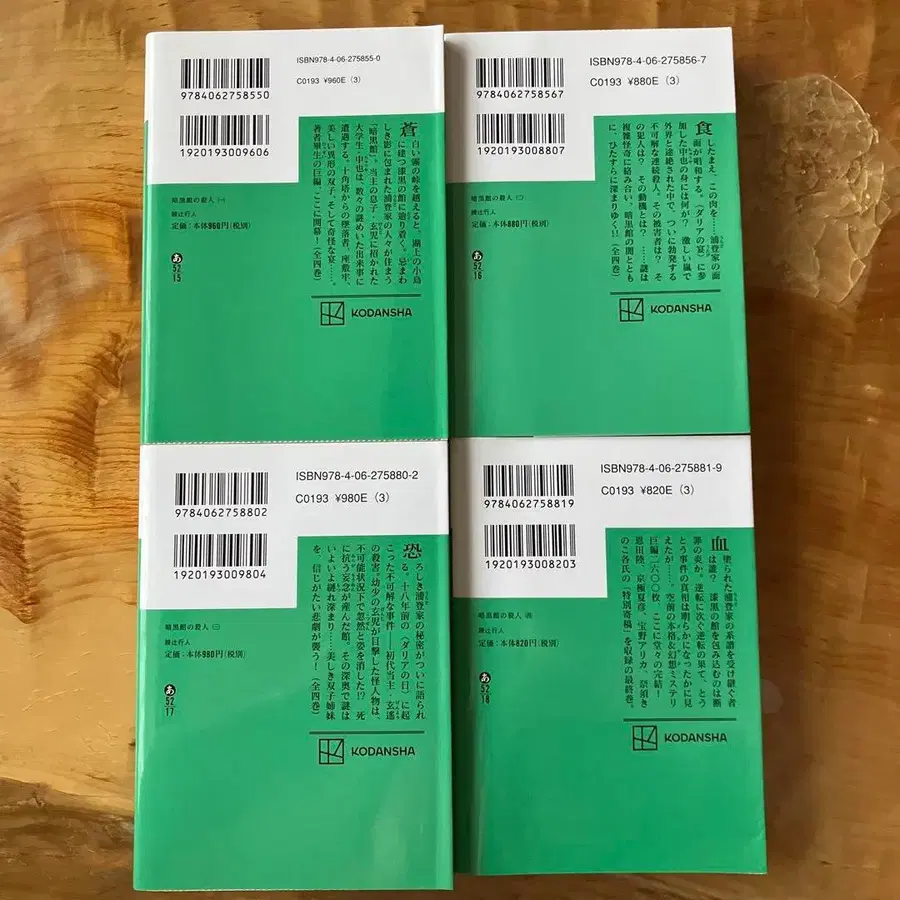 ISBN978-4-06-275855-0
C0193 ¥960E (3)
9784062758550
1920193009606
蒼白い霧の峠を越えると、湖上の小島
に建つ漆黒の館に辿り着く。忌まわ
しき影に包まれた浦登家の人々が住まう
「暗黒館」。当主の息子・玄児に招かれた
大学生・中也は、数々の謎めいた出来事に
遭遇する。十角塔からの墜落者、座敷牢、
美しい異形の双子、そして奇怪な宴……。
著者畢生の巨編、ここに開幕!(全四巻)
暗黒館の殺人 (一)
綾辻行人
定価:本体960円(税別)
あ
52
15
KODANSHA
ISBN978-4-06-275856-7
C0193 ¥880E (3)
9784062758567
1920193008807
食したまえ、この肉を……浦登家の面
面が唱和する。〈ダリアの宴〉に参
加した中也の身には何が? 激しい嵐で
外界と途絶された中で、ついに勃発する
不可解な連続殺人。その被害者は? そ
の犯人は? その動機とは? ……謎は
複雑怪奇に絡み合い、暗黒館の闇ととも
に、ひたすらに深まりゆく!!(全四巻)
暗黒館の殺人 (二)
綾辻行人
定価:本体880円(税別)
あ
52
16
KODANSHA
ISBN978-4-06-275880-2
C0193 ¥980E (3)
9784062758802
1920193009804
恐ろしき浦登家の秘密がついに語られ
る。十八年前の〈ダリアの日〉に起
こった不可解な事件――初代当主・玄遙
の殺害。幼少の玄児が目撃した怪人物は、
不可能状況下で忽然と姿を消した!? 死
に抗う妄念が産んだ館。その深奥で謎は
いよいよ縺れ深まり……美しき双子姉妹
を、信じがたい悲劇が襲う!(全四巻)
暗黒館の殺人 (三)
綾辻行人
定価:本体980円(税別)
あ
52
17
KODANSHA
ISBN978-4-06-275881-9
C0193 ¥820E (3)
9784062758819
1920193008203
血塗られた浦登家の系譜を受け継ぐ者
は誰? 漆黒の館を包み込むのは断
罪の炎か。逆転に次ぐ逆転の果て、とう
とう事件の真相は明らかになったかに見
えたが……。空前の本格&幻想ミステリ
巨編二六〇〇枚、ここに堂々の完結!
恩田陸、京極夏彦、宝野アリカ、奈須き
のこ各氏の「特別寄稿」を収録の最終巻。
暗黒館の殺人 (四)
綾辻行人
定価:本体820円(税別)
あ
52
18
KODANSHA